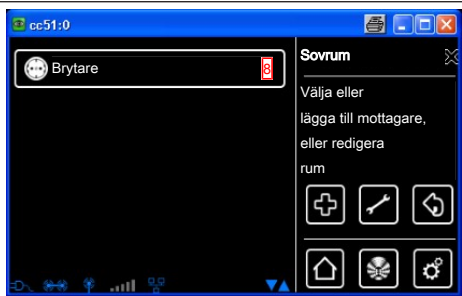 cc51:0
Brytare
8
Sovrum
Välja eller
lägga till mottagare,
eller redigera
rum